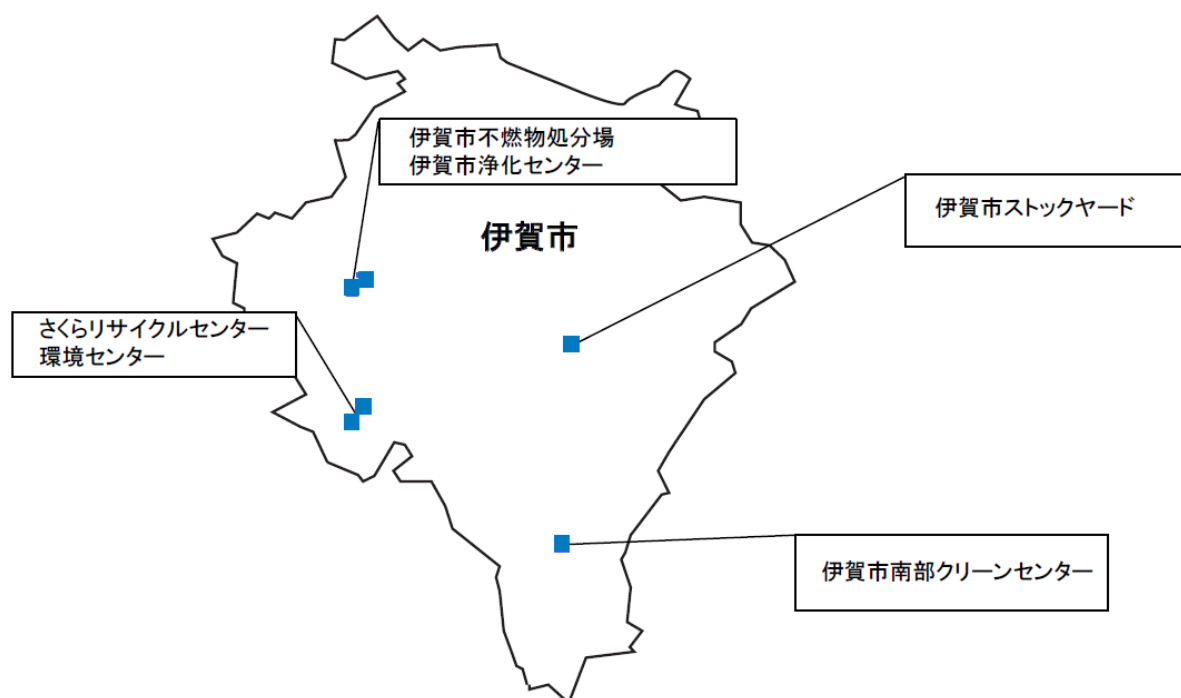 伊賀市不燃物処分場
伊賀市浄化センター
伊賀市ストックヤード
伊賀市
さくらリサイクルセンター
環境センター
伊賀市南部クリーンセンター